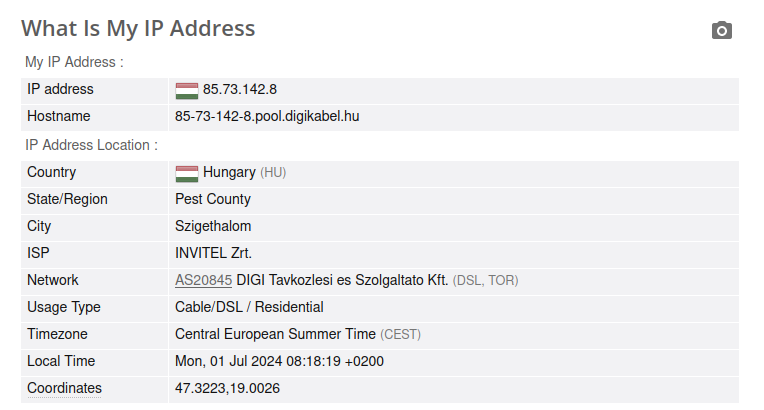 What Is My IP Address
My IP Address :
IP address 85.73.142.8
Hostname 85-73-142-8.pool.digikabel.hu
IP Address Location :
Country Hungary (HU)
State/Region Pest County
City Szigethalom
ISP INVITEL Zrt.
Network AS20845 DIGI Tavkozlesi es Szolgaltato Kft. (DSL, TOR)
Usage Type Cable/DSL / Residential
Timezone Central European Summer Time (CEST)
Local Time Mon, 01 Jul 2024 08:18:19 +0200
Coordinates 47.3223,19.0026